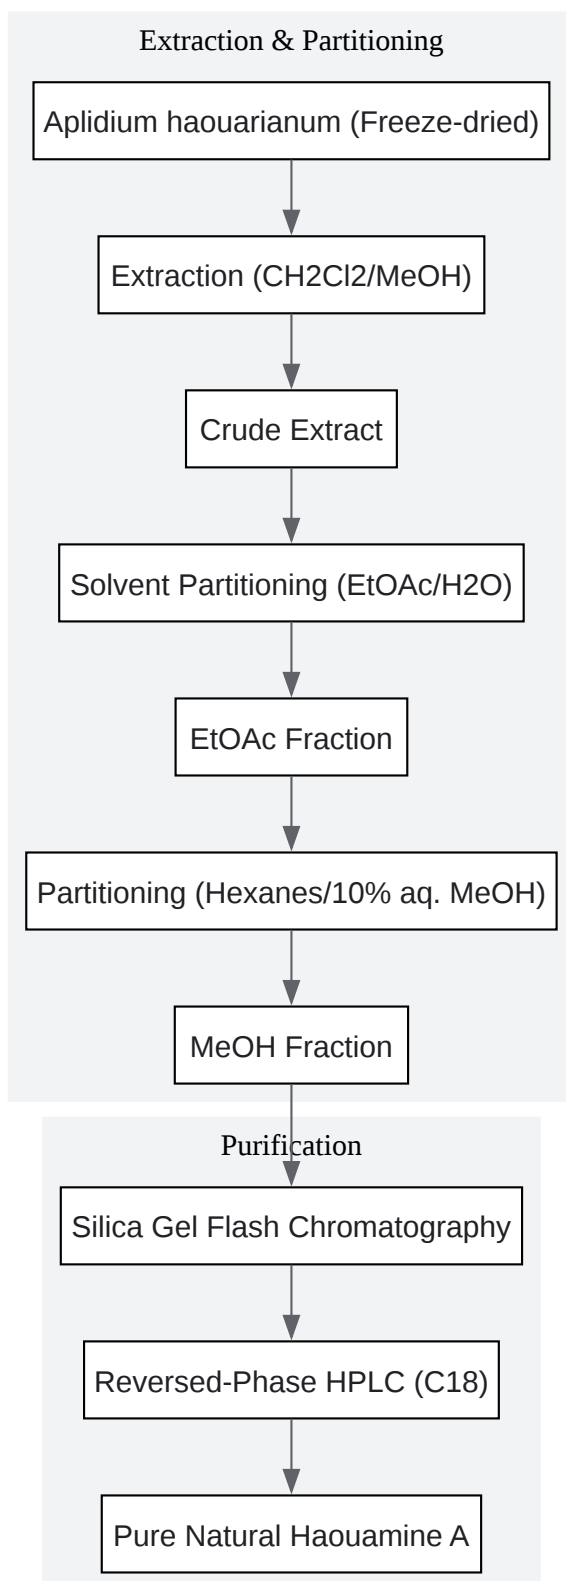 Extraction & Partitioning
Aplidium haouarianum (Freeze-dried)
Extraction (CH2Cl2/MeOH)
Crude Extract
Solvent Partitioning (EtOAc/H2O)
EtOAc Fraction
Partitioning (Hexanes/10% aq. MeOH)
MeOH Fraction
Purification
Silica Gel Flash Chromatography
Reversed-Phase HPLC (C18)
Pure Natural Haouamine A